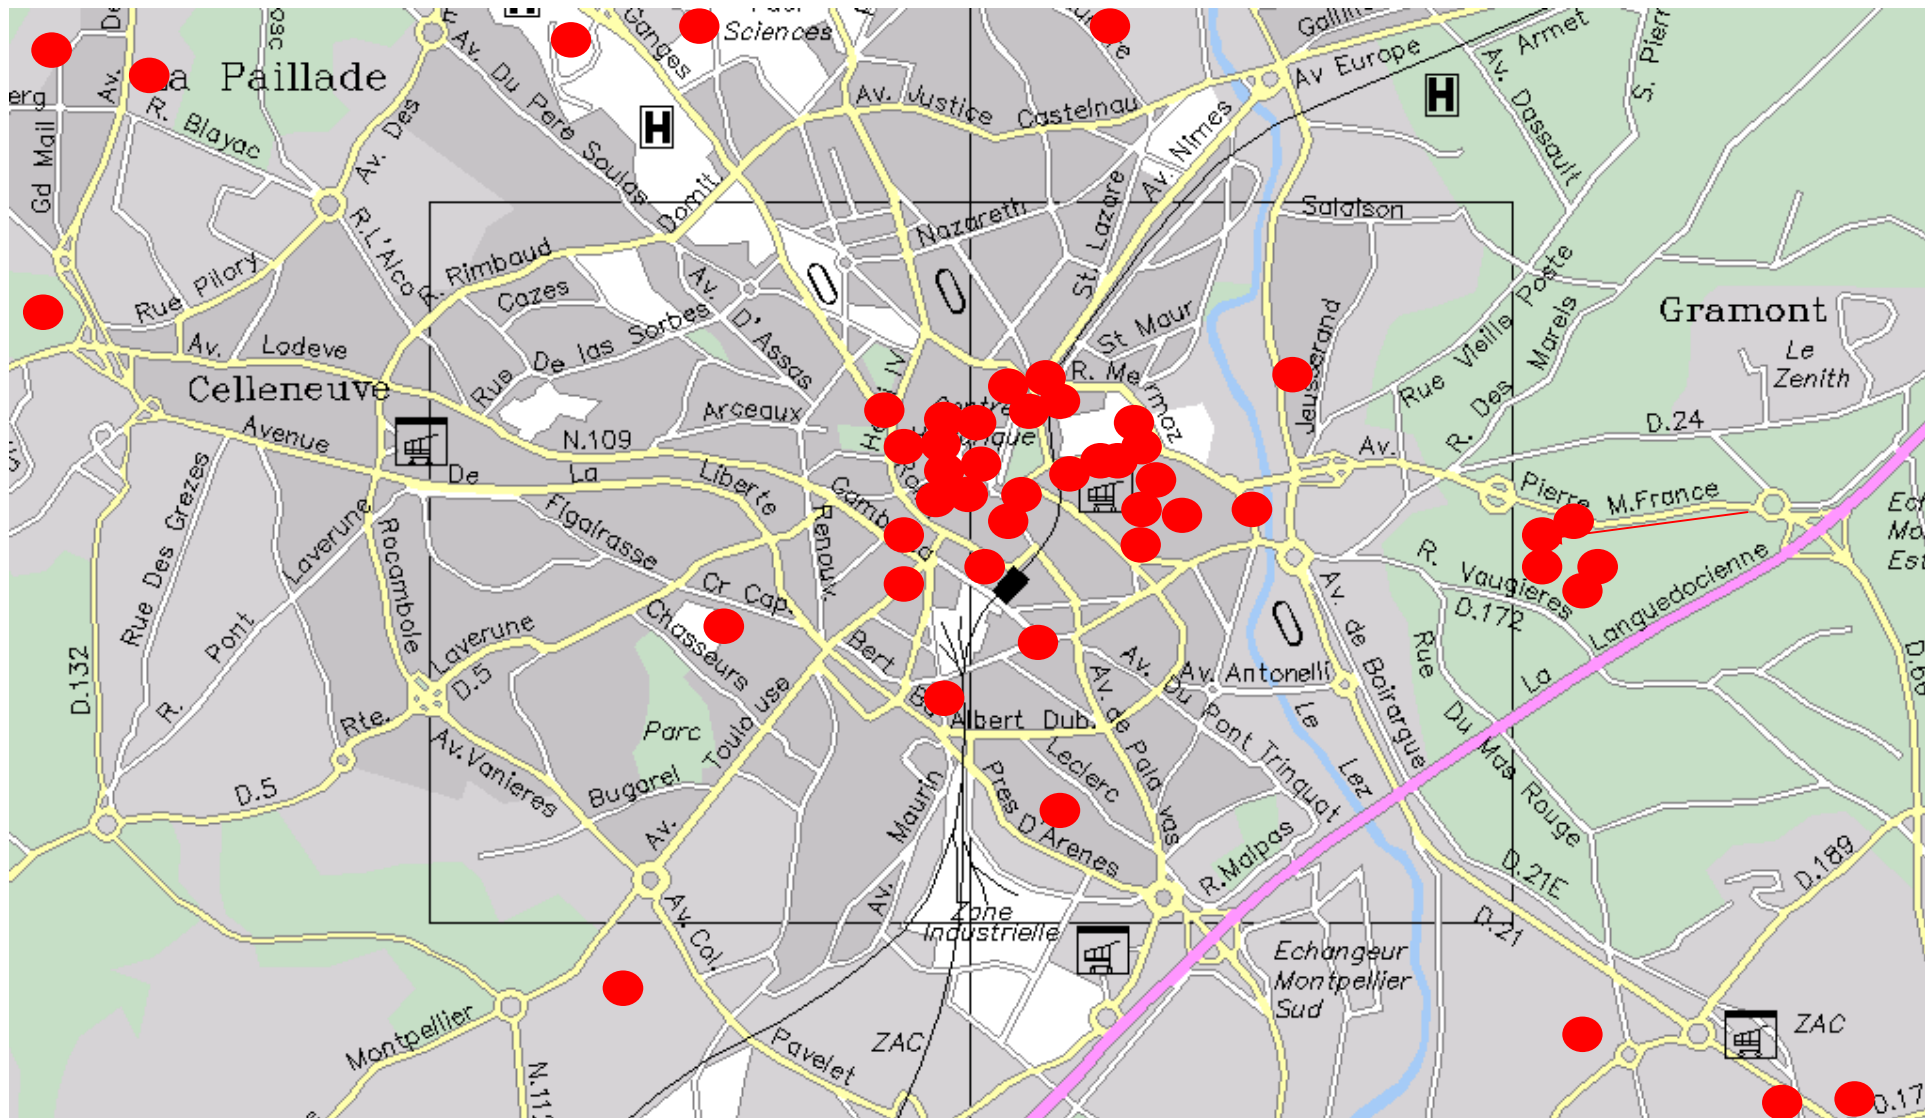 Sciences
Ganges
Av. Du Pere Soulas
La Paillade
Av.
R. Blayac
Gd Mail
Av. Des
H
H
Av. Justice Castelnau
Av Europe
Av. Nimes
Armet
Av. Dassault
S. Pierr
Domit.
St Lazare
Nazareth
Salaison
R.L'Alco
R. Rimbaud
Rue Pilory
Cazes
Av. D'Assas
Rue De las Sorbes
St Maur
Jeusserand
Rue Vieille Poste
R. Des Marels
Gramont
Le
Zenith
Av. Lodeve
Celleneuve
R. Mermoz
Arceaux
Centre
Avenue De La Liberte
N.109
D.24
Av. Pierre M.France
Rue Des Grezes
Laverune
Figairasse
Rocambole
Renouv.
R. Vaugieres
D.172
Languedocienne
La
R. Pont
Cr Cap.
Chasseurs
Laverune
D.5
Bert
Av. de Boirargue
Av. Antonelli
Av. Du Pont Trinquat
Rue Du Mas Rouge
D.132
Rte.
Parc
Av. Toulouse
Albert Dub.
Av. de Palavas
Le Lez
Leclerc
Av.Vanieres
Bugarel
D.5
Av. Maurin
Pres D'Arenes
R.Malpas
D.21E
D.189
D.21
Zone
Industrielle
Av. Col.
Pavelet
Echangeur
Montpellier
Sud
ZAC
ZAC
Montpellier
D.17